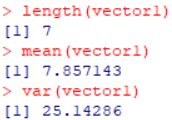 > length(vector1)
[1] 7
> mean(vector1)
[1] 7.857143
> var(vector1)
[1] 25.14286